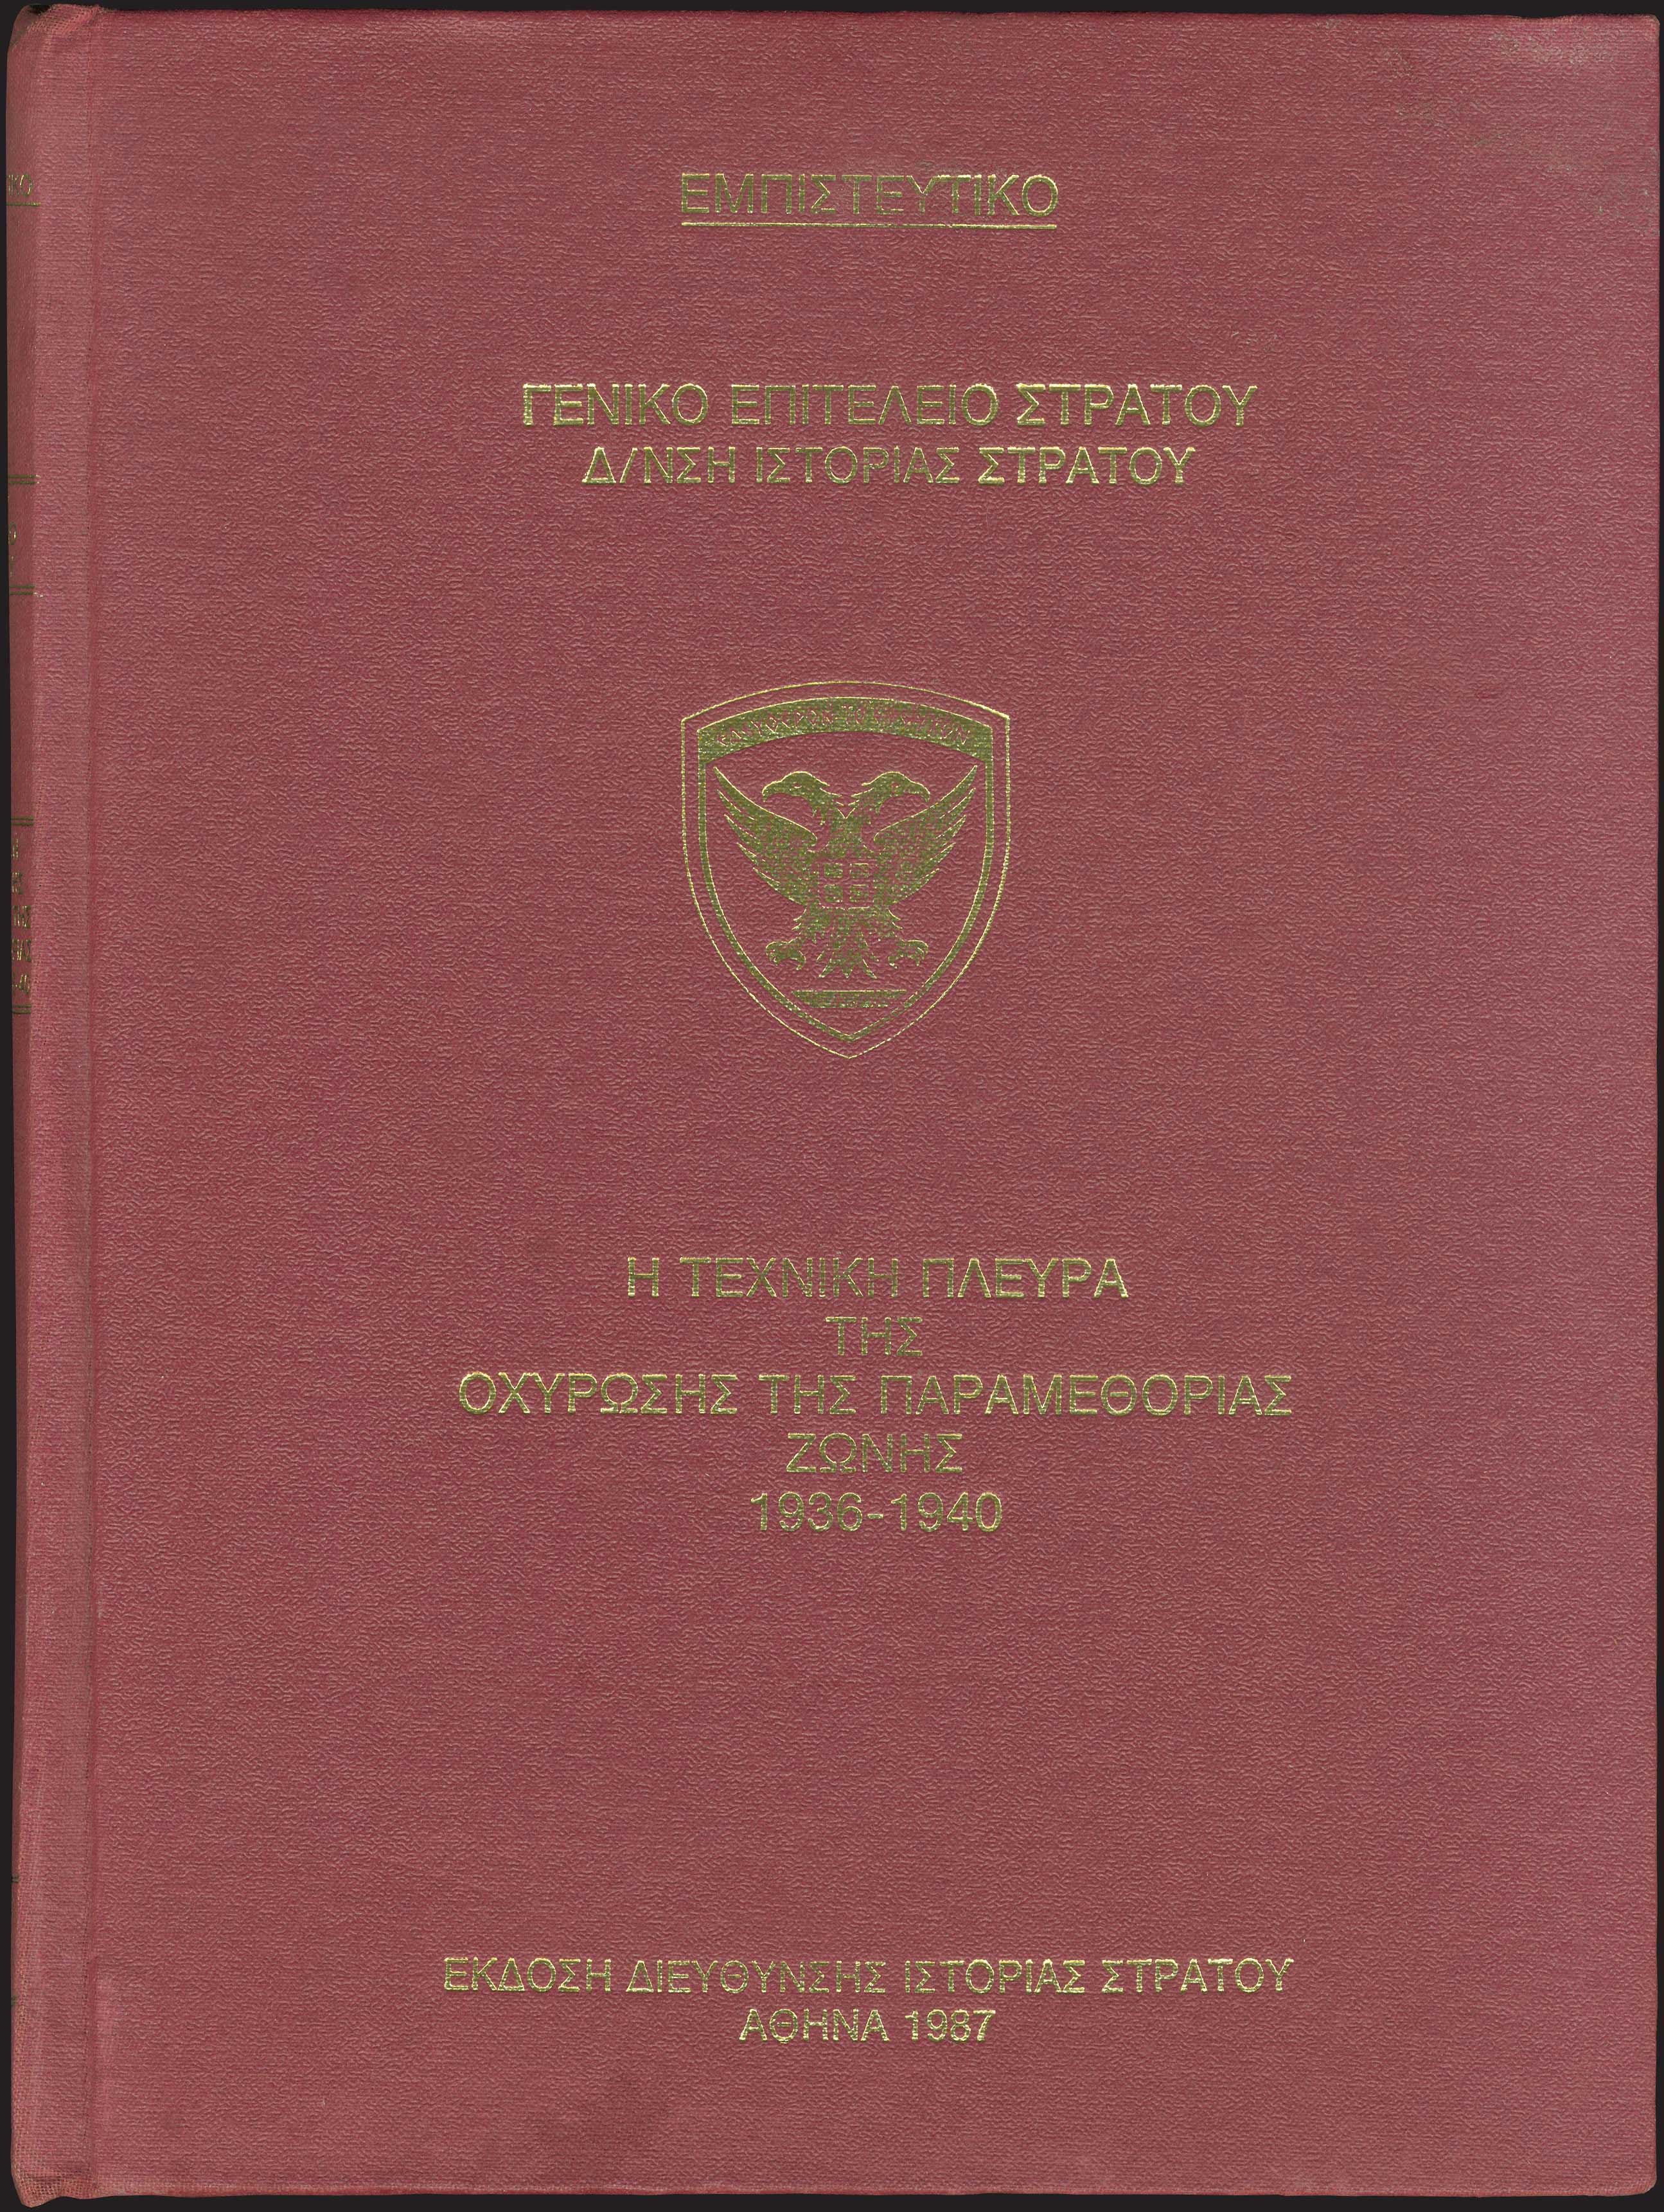 ΕΜΠΙΣΤΕΥΤΙΚΟ
ΓΕΝΙΚΟ ΕΠΙΤΕΛΕΙΟ ΣΤΡΑΤΟΥ
Δ/ΝΣΗ ΙΣΤΟΡΙΑΣ ΣΤΡΑΤΟΥ
Η ΤΕΧΝΙΚΗ ΠΛΕΥΡΑ
ΤΗΣ
ΟΧΥΡΩΣΗΣ ΤΗΣ ΠΑΡΑΜΕΘΟΡΙΑΣ
ΖΩΝΗΣ
1936-1940
ΕΚΔΟΣΗ ΔΙΕΥΘΥΝΣΗΣ ΙΣΤΟΡΙΑΣ ΣΤΡΑΤΟΥ
ΑΘΗΝΑ 1987